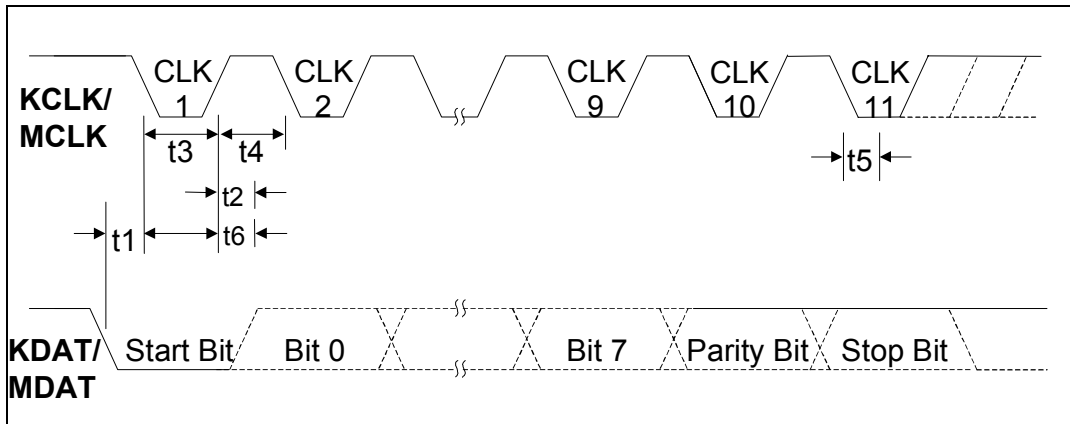 KCLK/
MCLK
CLK
1
CLK
2
CLK
9
CLK
10
CLK
11
t3
t4
t5
t2
t1
t6
KDAT/
MDAT
Start Bit
Bit 0
Bit 7
Parity Bit
Stop Bit